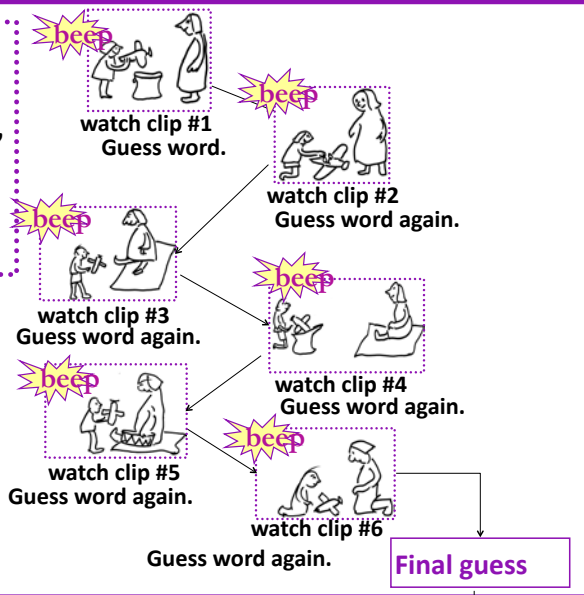 beep
watch clip #1
Guess word.
beep
watch clip #2
Guess word again.
beep
watch clip #3
Guess word again.
beep
watch clip #4
Guess word again.
beep
watch clip #5
Guess word again.
beep
watch clip #6
Guess word again.
Final guess